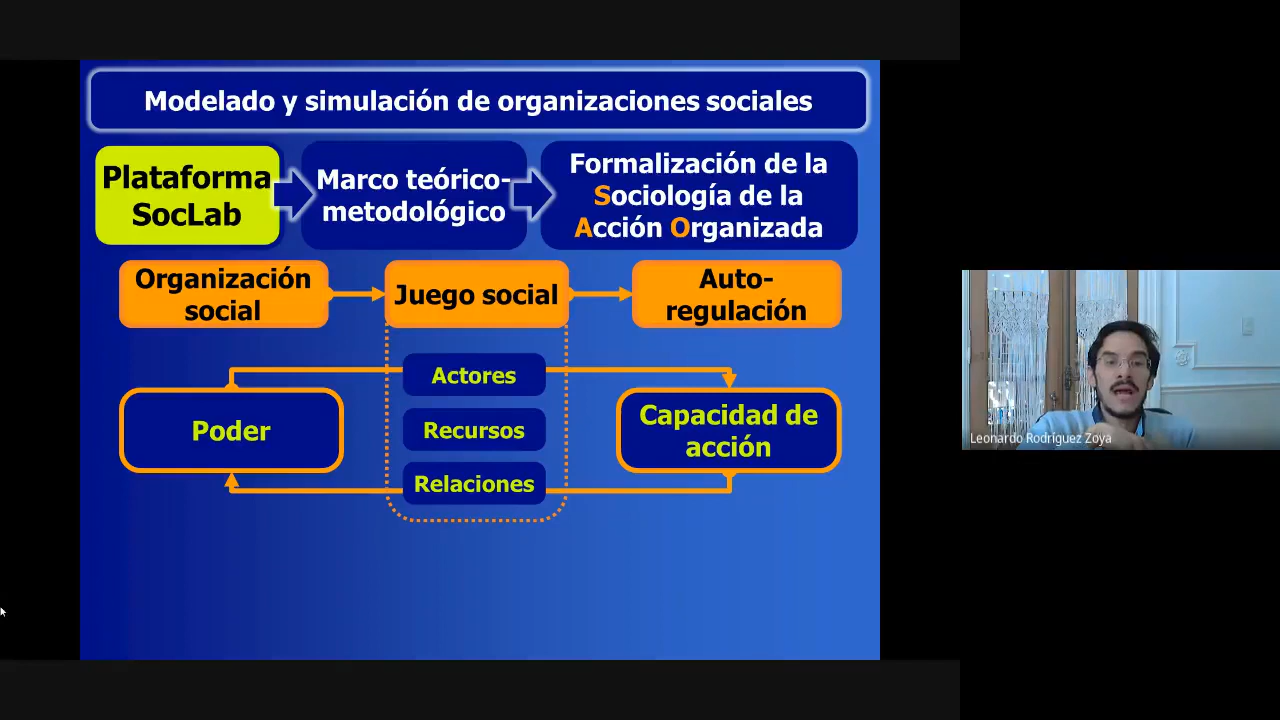 Modelado y simulación de organizaciones sociales
Plataforma
SocLab
Marco teórico-
metodológico
Formalización de la
Sociología de la
Acción Organizada
Organización
social
Juego social
Auto-
regulación
Actores
Recursos
Relaciones
Poder
Capacidad de
acción
Leonardo Rodríguez Zoya